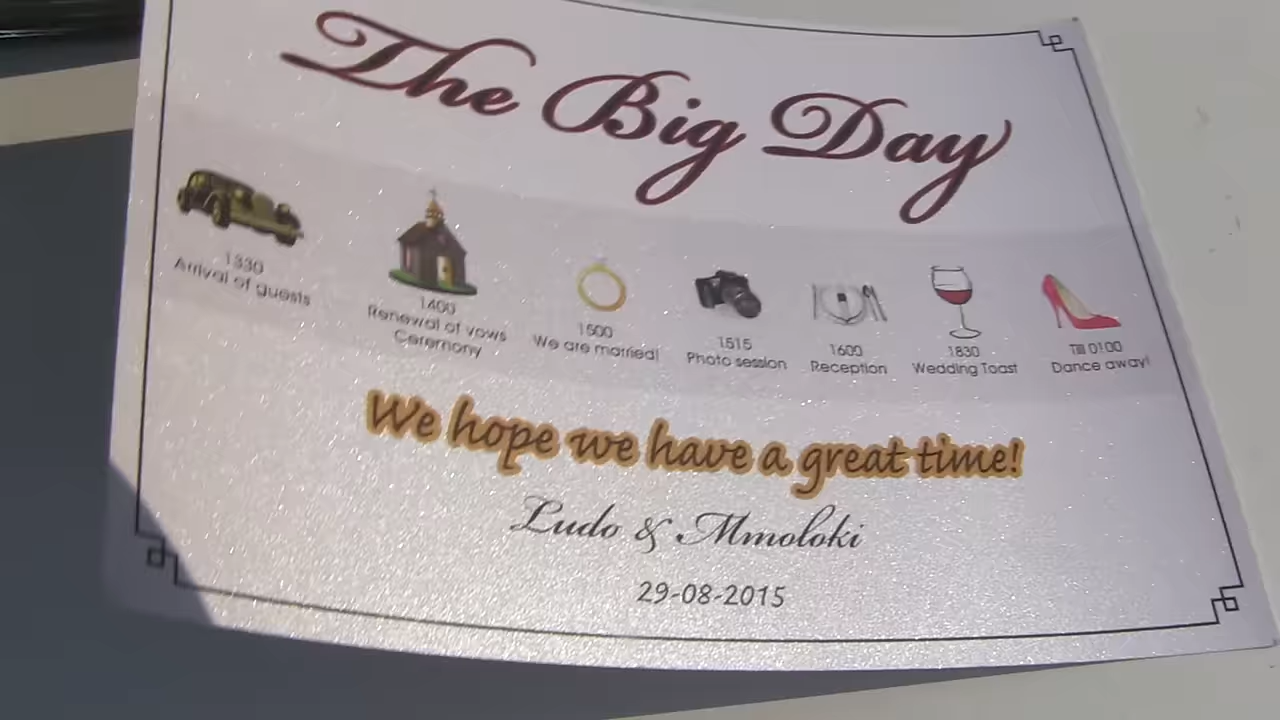 The Big Day
1330
Arrival of guests
1400
Renewal of vows
Ceremony
1500
We are married!
1515
Photo session
1600
Reception
1830
Wedding Toast
Till 0100
Dance away!
We hope we have a great time!
Ludo & Mmoloki
29-08-2015